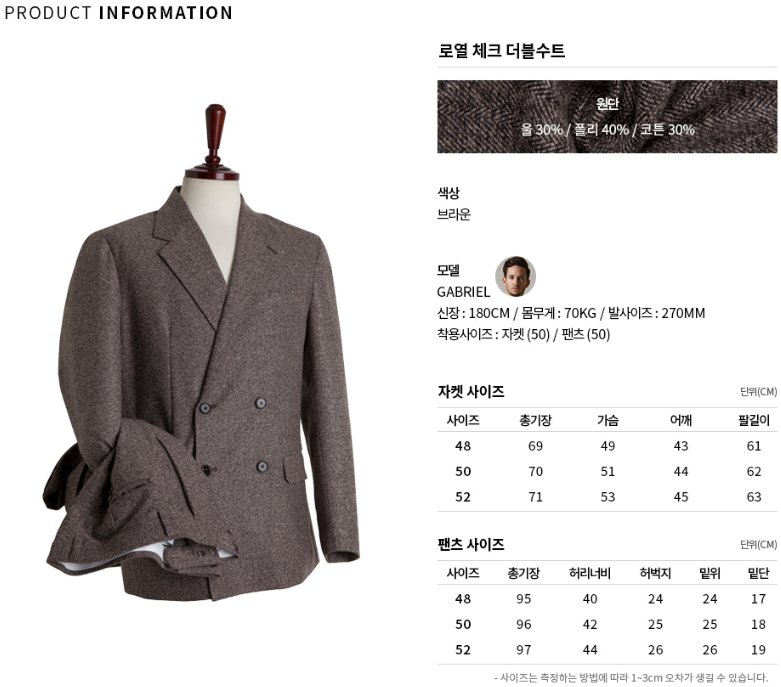 PRODUCT INFORMATION
로열 체크 더블수트
원단
울 30% / 폴리 40% / 코튼 30%
색상
브라운
모델
GABRIEL
신장 : 180CM / 몸무게 : 70KG / 발사이즈 : 270MM
착용사이즈 : 자켓 (50) / 팬츠 (50)
자켓 사이즈 단위(CM)
사이즈 총기장 가슴 어깨 팔길이
48 69 49 43 61
50 70 51 44 62
52 71 53 45 63
팬츠 사이즈 단위(CM)
사이즈 총기장 허리너비 허벅지 밑위 밑단
48 95 40 24 24 17
50 96 42 25 25 18
52 97 44 26 26 19
- 사이즈는 측정하는 방법에 따라 1~3cm 오차가 생길 수 있습니다.